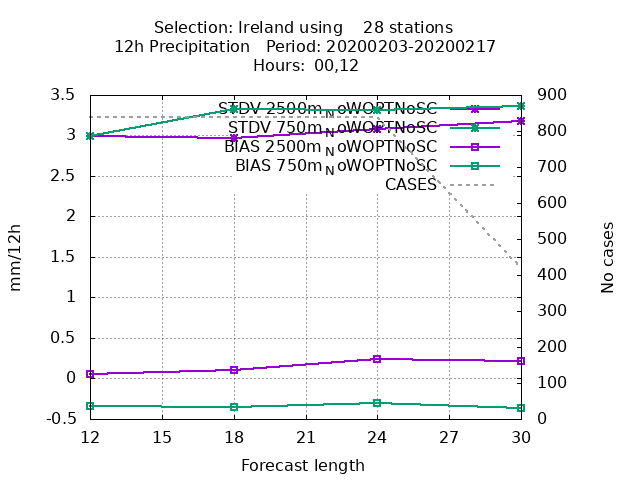 Selection: Ireland using 28 stations
12h Precipitation Period: 20200203-20200217
Hours: 00,12
STDV 2500m_NoWOPTNoSC
STDV 750m_NoWOPTNoSC
BIAS 2500m_NoWOPTNoSC
BIAS 750m_NoWOPTNoSC
CASES
mm/12h
3.5
3
2.5
2
1.5
1
0.5
0
-0.5
900
800
700
600
500
400
300
200
100
0
No cases
12 15 18 21 24 27 30
Forecast length